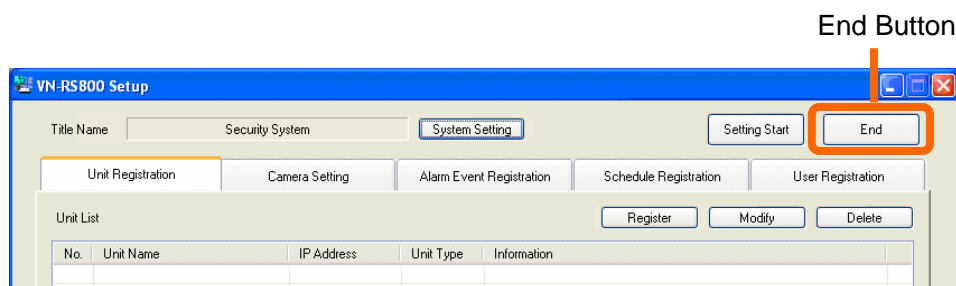 End Button
VN-RS800 Setup
Title Name Security System System Setting Setting Start End
Unit Registration Camera Setting Alarm Event Registration Schedule Registration User Registration
Unit List Register Modify Delete
No. Unit Name IP Address Unit Type Information